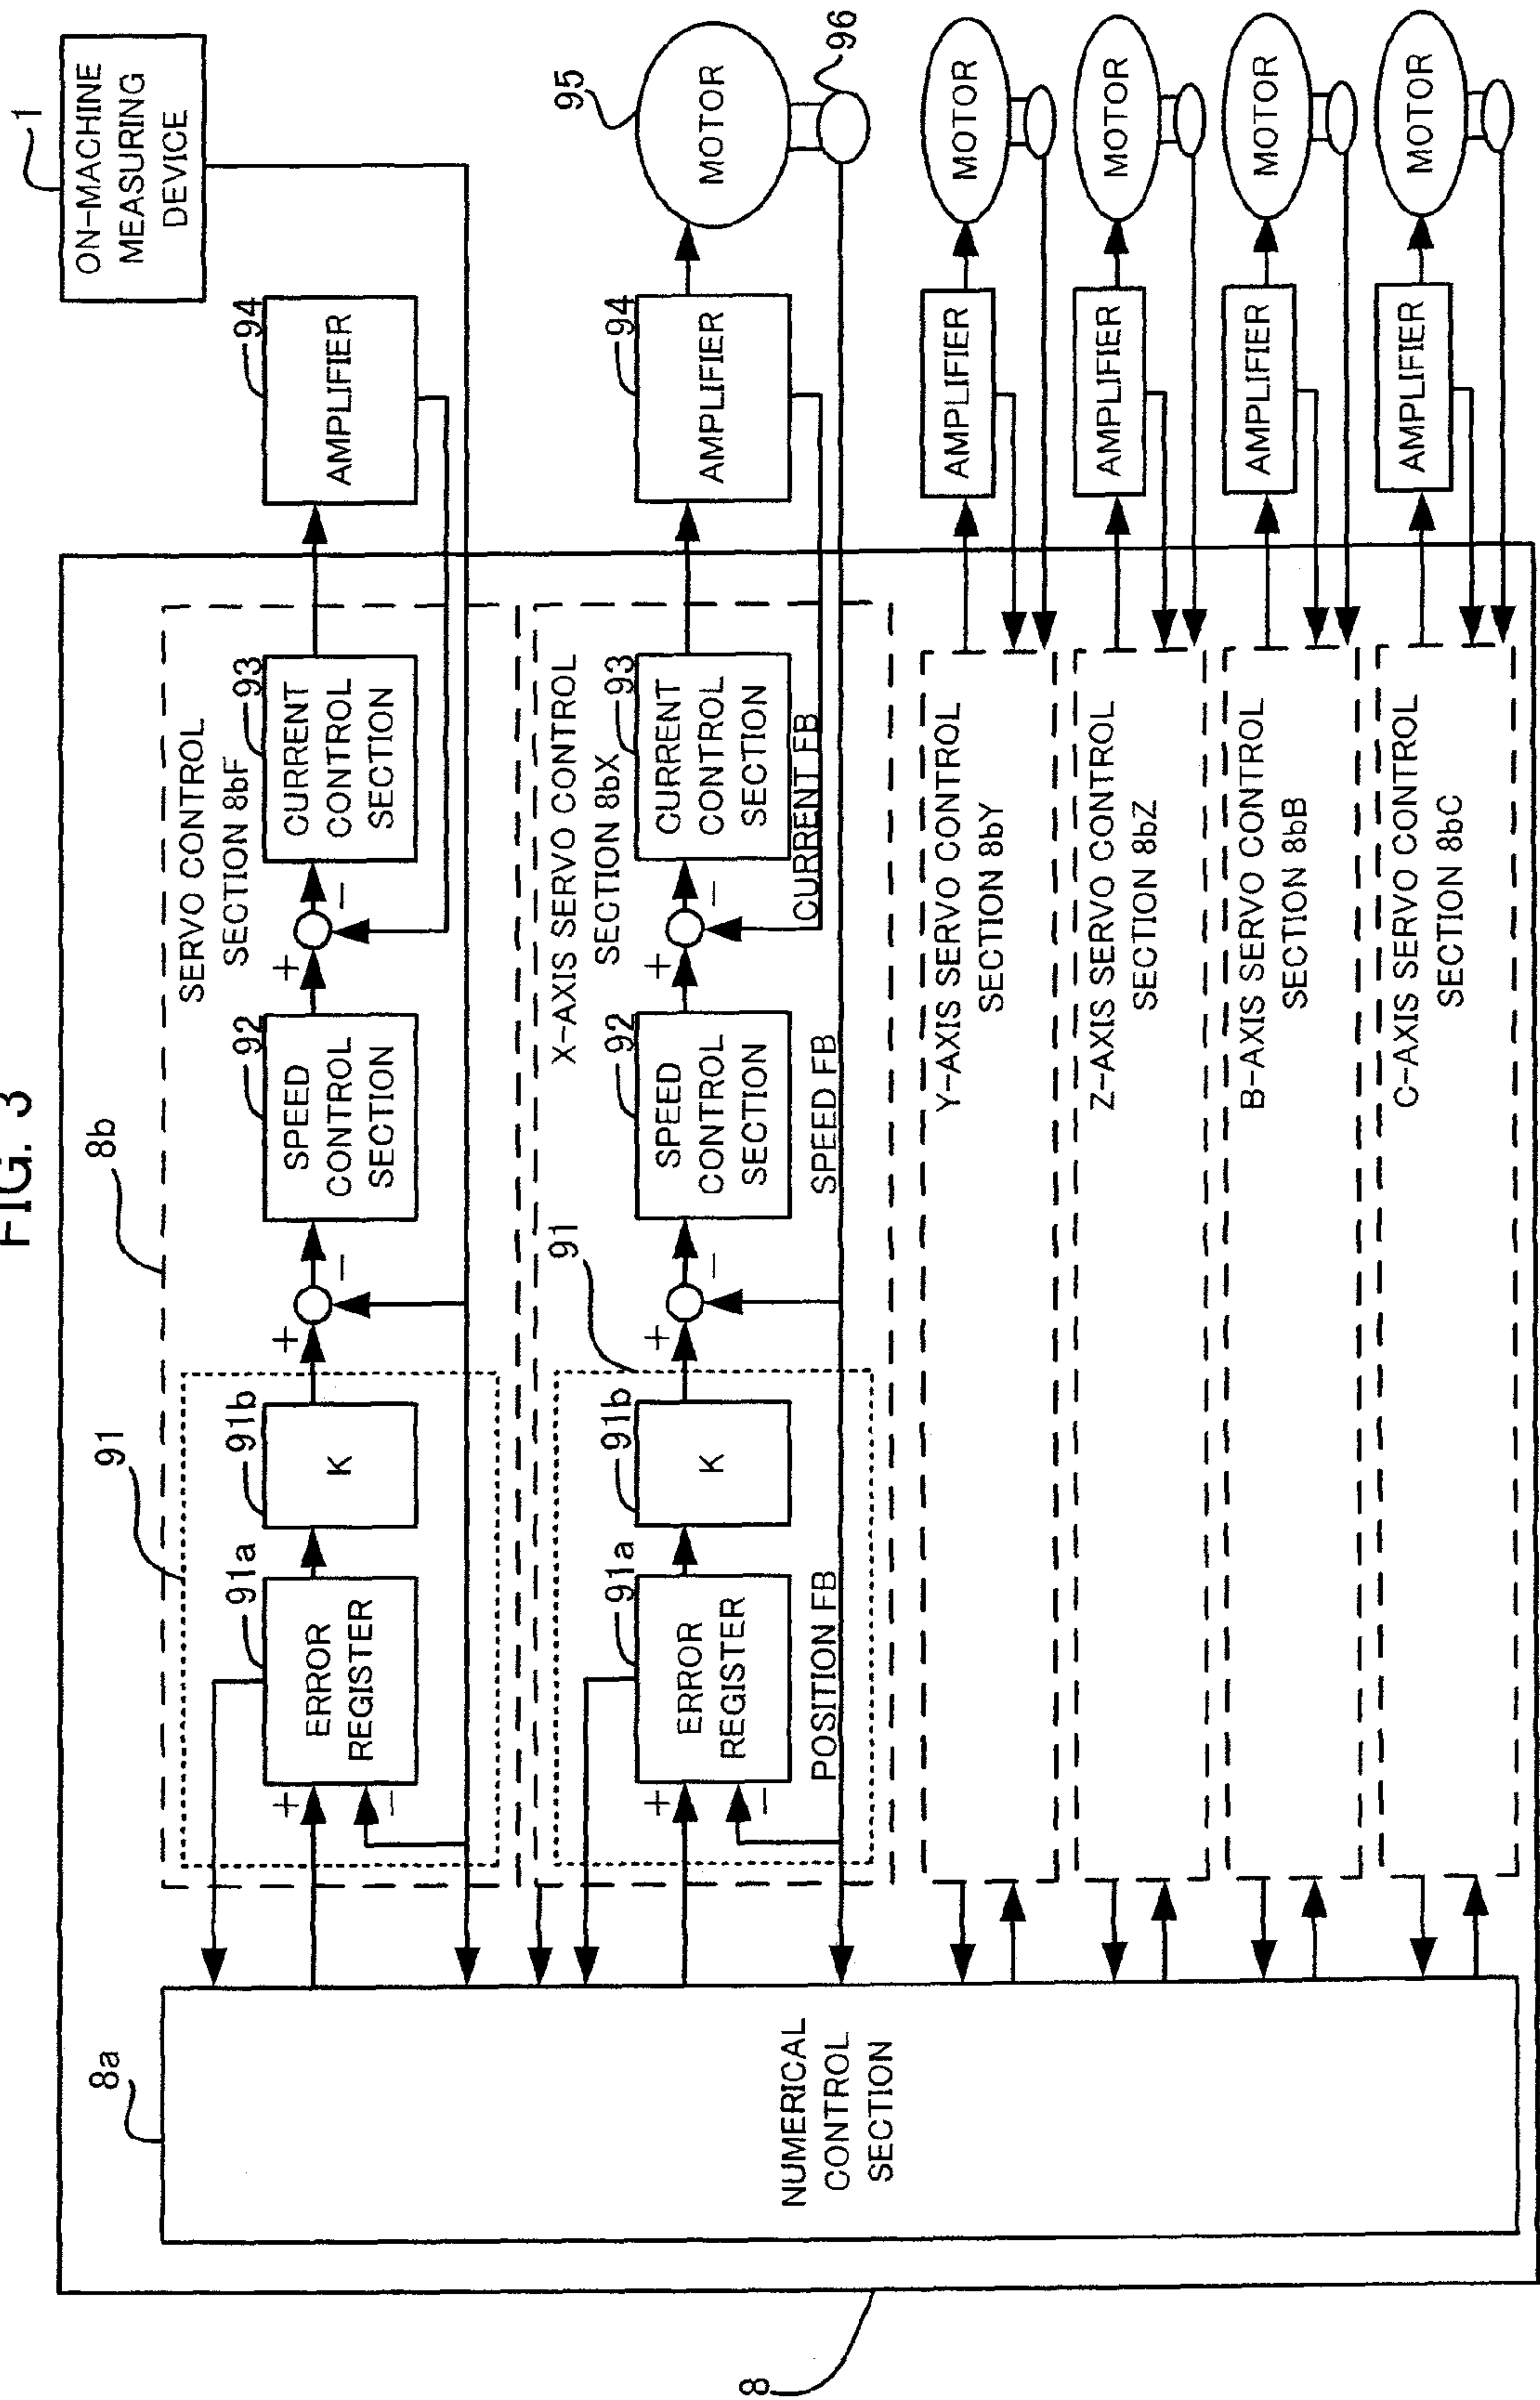 FIG. 3
1
ON-MACHINE
MEASURING
DEVICE
8b
SERVO CONTROL
SECTION 8bF
91
91a
ERROR
REGISTER
+
−
91b
K
+
−
92
SPEED
CONTROL
SECTION
+
−
93
CURRENT
CONTROL
SECTION
94
AMPLIFIER
X-AXIS SERVO CONTROL
SECTION 8bX
91
91a
ERROR
REGISTER
+
−
91b
K
+
−
92
SPEED
CONTROL
SECTION
+
−
93
CURRENT
CONTROL
SECTION
94
AMPLIFIER
95
MOTOR
96
POSITION FB
SPEED FB
CURRENT FB
Y-AXIS SERVO CONTROL
SECTION 8bY
AMPLIFIER
MOTOR
Z-AXIS SERVO CONTROL
SECTION 8bZ
AMPLIFIER
MOTOR
B-AXIS SERVO CONTROL
SECTION 8bB
AMPLIFIER
MOTOR
C-AXIS SERVO CONTROL
SECTION 8bC
AMPLIFIER
MOTOR
8a
NUMERICAL
CONTROL
SECTION
8